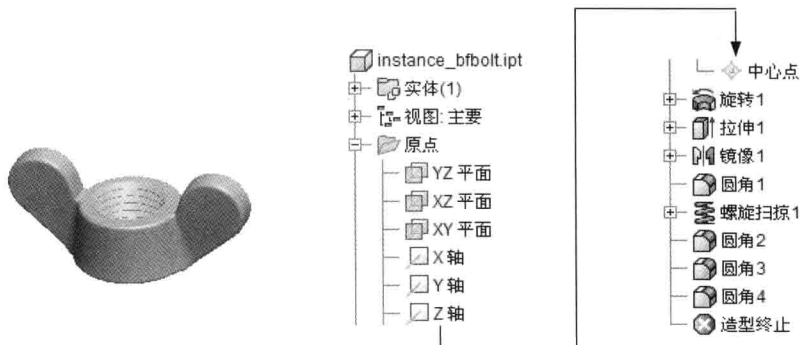 instance_bfbolt.ipt
实体(1)
视图: 主要
原点
YZ 平面
XZ 平面
XY 平面
X 轴
Y 轴
Z 轴
中心点
旋转1
拉伸1
镜像1
圆角1
螺旋扫掠1
圆角2
圆角3
圆角4
造型终止